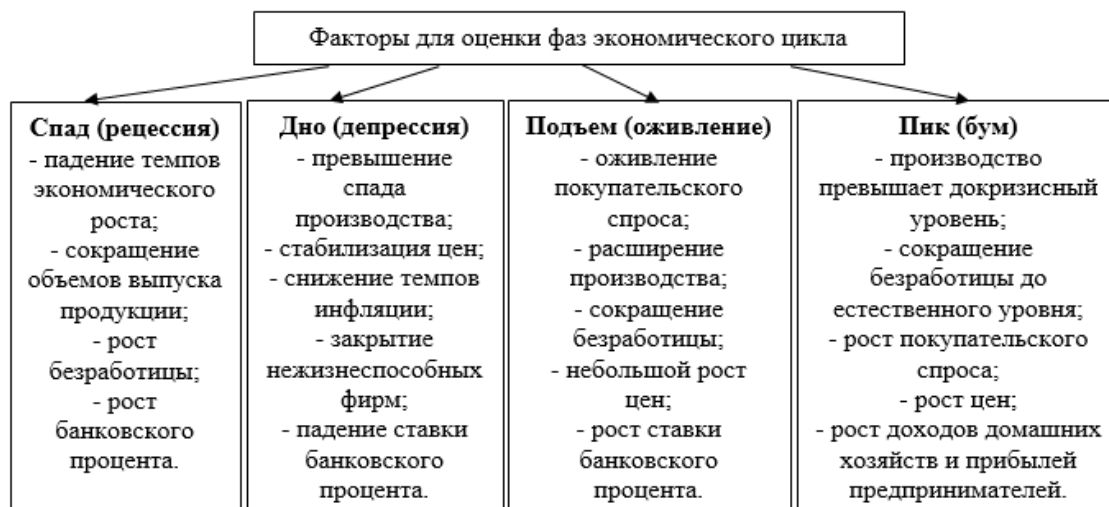 Факторы для оценки фаз экономического цикла
Спад (рецессия)
- падение темпов
экономического
роста;
- сокращение
объемов выпуска
продукции;
- рост
безработицы;
- рост
банковского
процента.
Дно (депрессия)
- превышение
спада
производства;
- стабилизация цен;
- снижение темпов
инфляции;
- закрытие
нежизнеспособных
фирм;
- падение ставки
банковского
процента.
Подъем (оживление)
- оживление
покупательского
спроса;
- расширение
производства;
- сокращение
безработицы;
- небольшой рост
цен;
- рост ставки
банковского
процента.
Пик (бум)
- производство
превышает докризисный
уровень;
- сокращение
безработицы до
естественного уровня;
- рост покупательского
спроса;
- рост цен;
- рост доходов домашних
хозяйств и прибылей
предпринимателей.